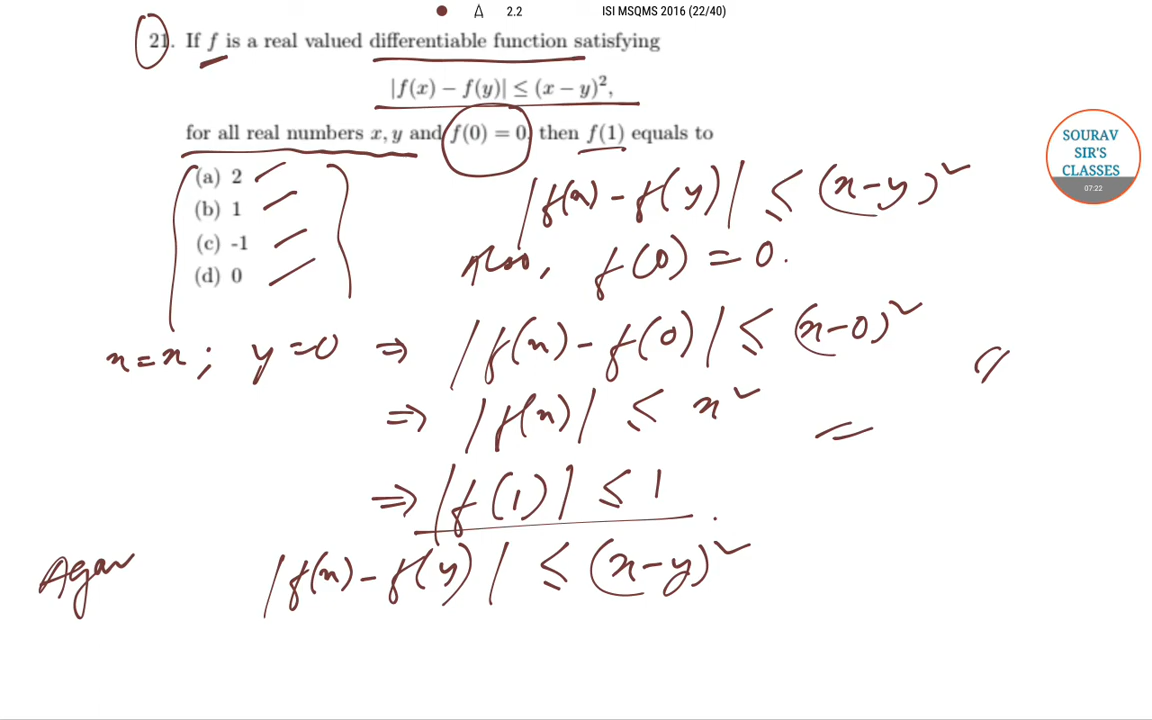 A 2.2 ISI MSQMS 2016 (22/40)
21. If f is a real valued differentiable function satisfying
|f(x) − f(y)| ≤ (x − y)²,
for all real numbers x, y and f(0) = 0, then f(1) equals to
(a) 2
(b) 1
(c) -1
(d) 0
SOURAV
SIR'S
CLASSES
07:22
|f(x) - f(y)| ≤ (x-y)²
Also, f(0) = 0.
x = x ; y = 0 ⇒ |f(x) - f(0)| ≤ (x-0)²
⇒ |f(x)| ≤ x²
⇒ |f(1)| ≤ 1.
Again |f(x) - f(y)| ≤ (x-y)²